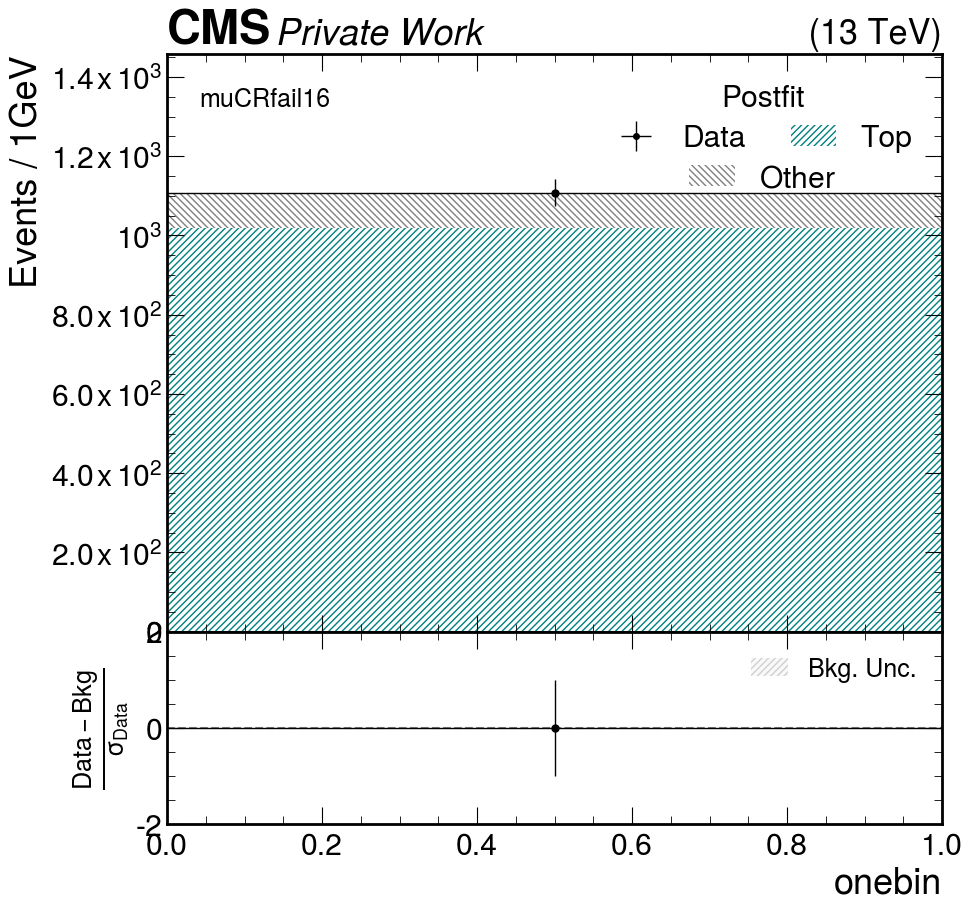 CMS Private Work (13 TeV)
Events / 1GeV
muCRfail16
Postfit
Data
Top
Other
1.4 x 10³
1.2 x 10³
10³
8.0 x 10²
6.0 x 10²
4.0 x 10²
2.0 x 10²
0
2
Bkg. Unc.
Data – Bkg
σData
0
-2
0.0 0.2 0.4 0.6 0.8 1.0
onebin